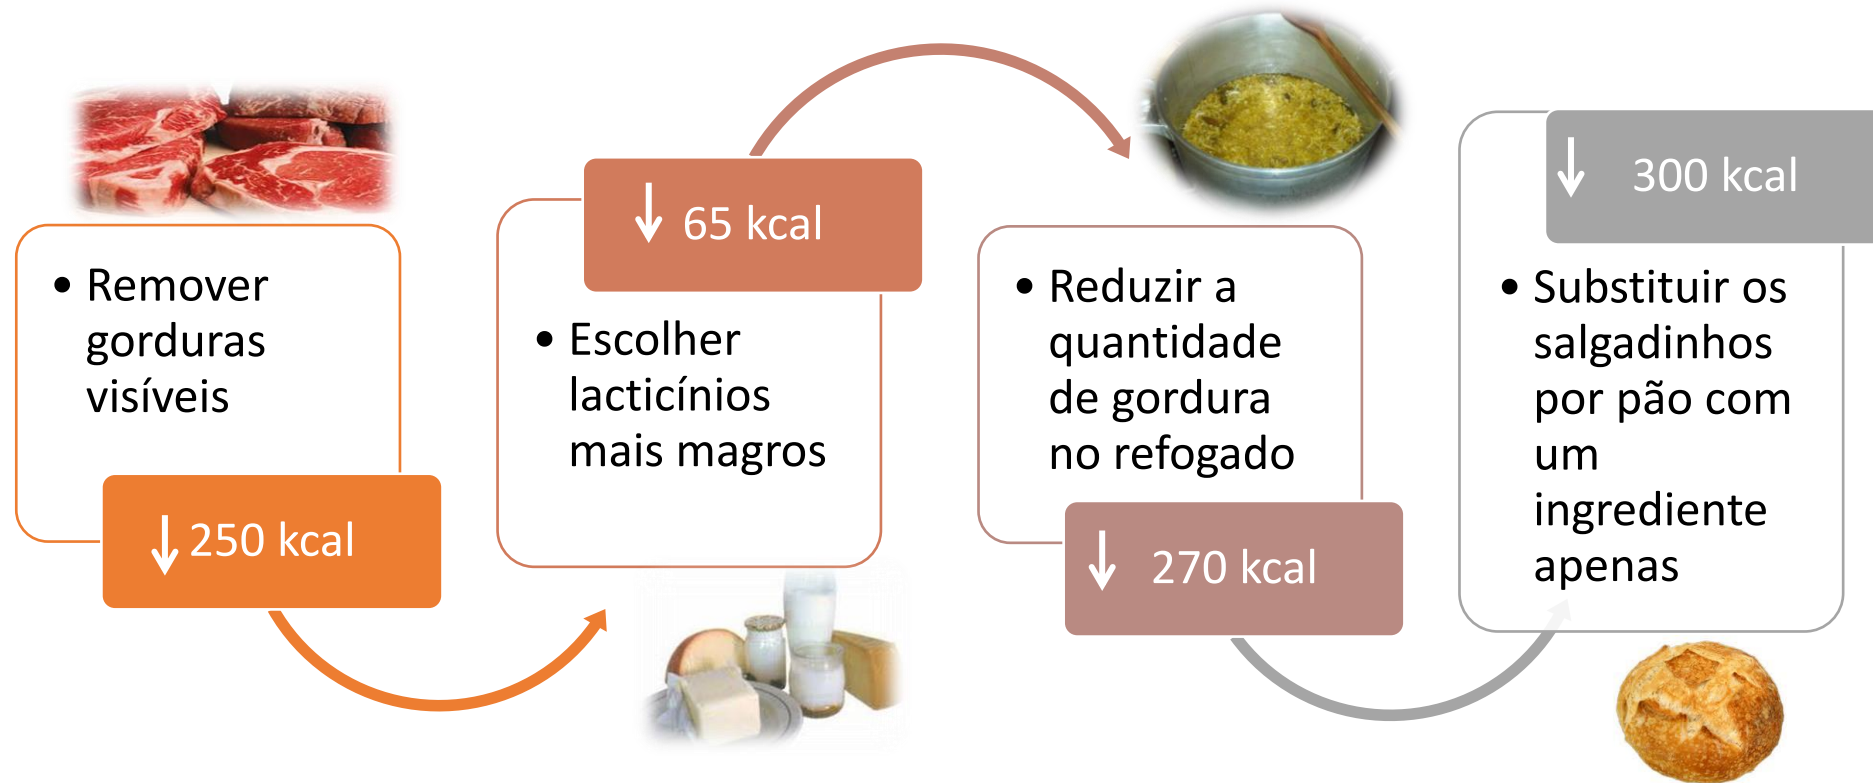 • Remover
gorduras
visíveis
↓ 250 kcal
↓ 65 kcal
• Escolher
lacticínios
mais magros
• Reduzir a
quantidade
de gordura
no refogado
↓ 270 kcal
↓ 300 kcal
• Substituir os
salgadinhos
por pão com
um
ingrediente
apenas